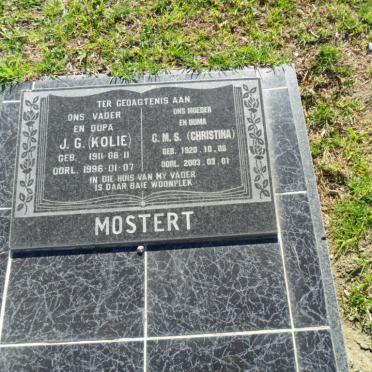 TER GEDAGTENIS AAN
ONS VADER
EN OUPA
J. G. (KOLIE)
GEB. 1911-06-11
OORL. 1996-01-07
ONS MOEDER
EN OUMA
C. M. S. (CHRISTINA)
GEB. 1920.10.08
OORL. 2003.03.01
IN DIE HUIS VAN MY VADER
IS DAAR BAIE WOONPLEK
MOSTERT